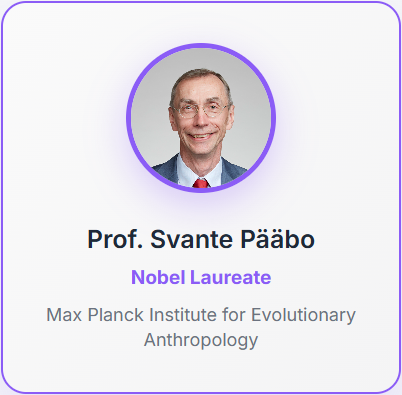 Prof. Svante Pääbo
Nobel Laureate
Max Planck Institute for Evolutionary
Anthropology